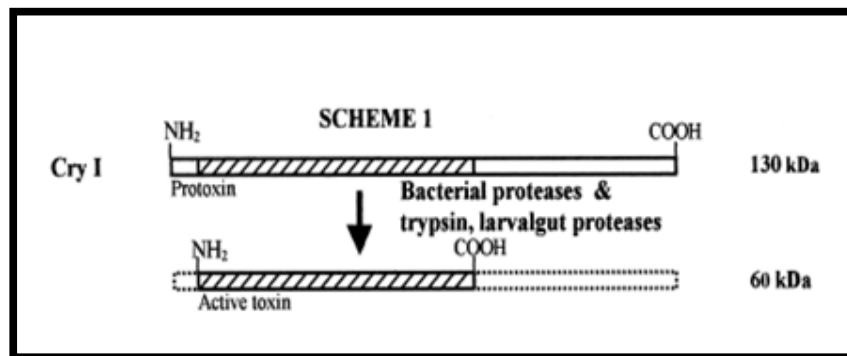 SCHEME 1
NH₂
COOH
Cry I
130 kDa
Protoxin
Bacterial proteases &
trypsin, larvalgut proteases
NH₂
COOH
60 kDa
Active toxin